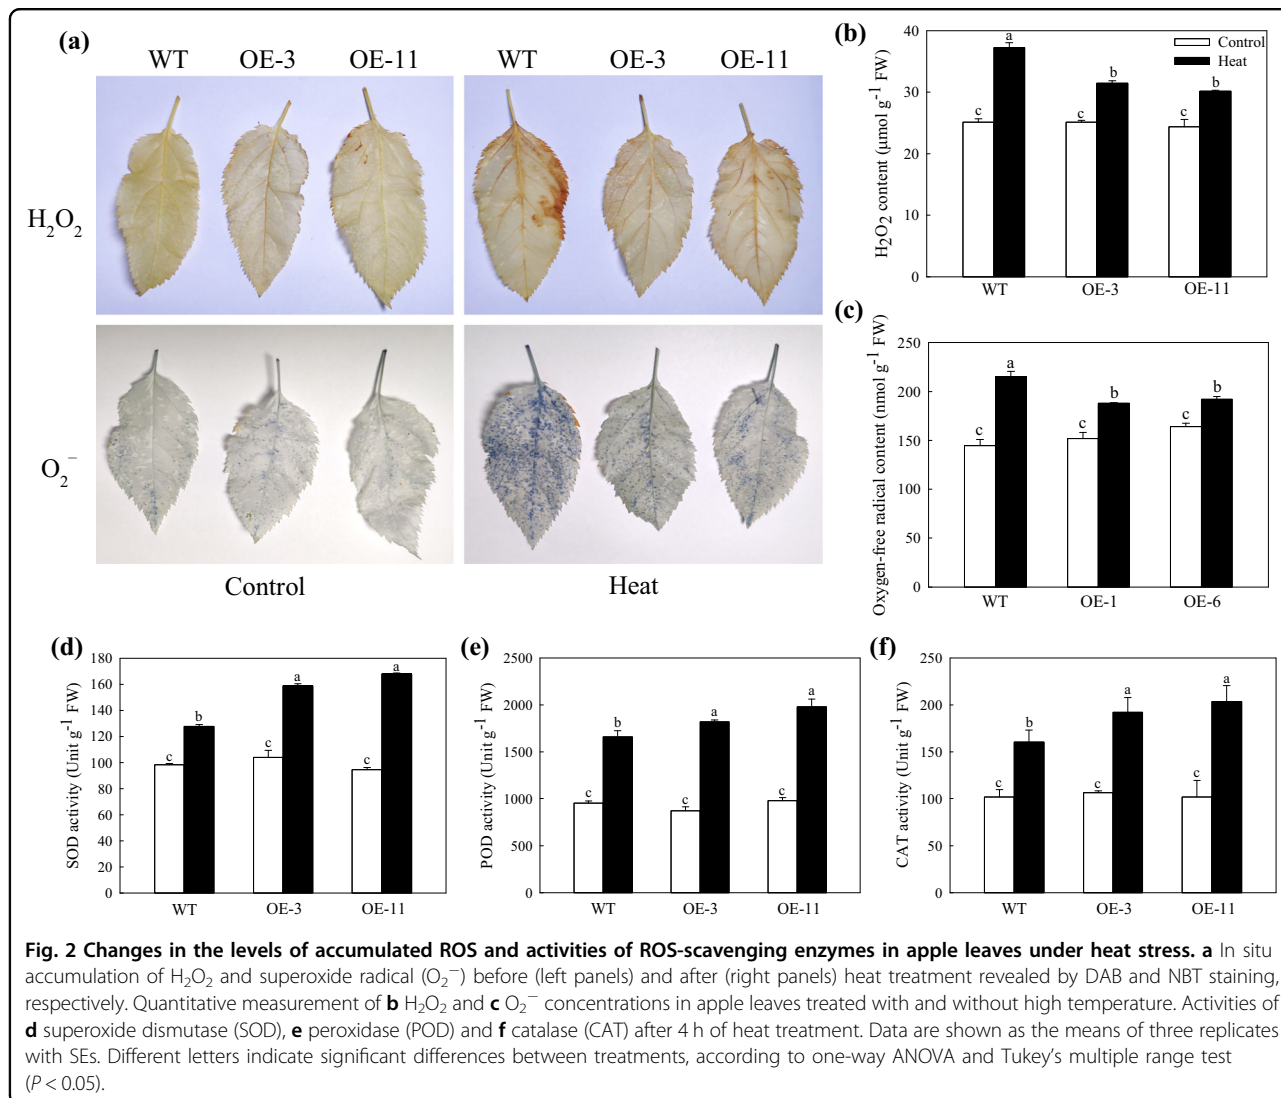 (a)
WT OE-3 OE-11 WT OE-3 OE-11
H₂O₂
O₂⁻
Control Heat
(b)
Control
Heat
H₂O₂ content (μmol g⁻¹ FW)
40
30
20
10
0
c a c b c b
WT OE-3 OE-11
(c)
Oxygen-free radical content (nmol g⁻¹ FW)
250
200
150
100
50
0
c a c b c b
WT OE-1 OE-6
(d)
SOD activity (Unit g⁻¹ FW)
180
160
140
120
100
80
60
40
20
0
c b c a c a
WT OE-3 OE-11
(e)
POD activity (Unit g⁻¹ FW)
2500
2000
1500
1000
500
0
c b c a c a
WT OE-3 OE-11
(f)
CAT activity (Unit g⁻¹ FW)
250
200
150
100
50
0
c b c a c a
WT OE-3 OE-11
Fig. 2 Changes in the levels of accumulated ROS and activities of ROS-scavenging enzymes in apple leaves under heat stress. a In situ
accumulation of H₂O₂ and superoxide radical (O₂⁻) before (left panels) and after (right panels) heat treatment revealed by DAB and NBT staining,
respectively. Quantitative measurement of b H₂O₂ and c O₂⁻ concentrations in apple leaves treated with and without high temperature. Activities of
d superoxide dismutase (SOD), e peroxidase (POD) and f catalase (CAT) after 4 h of heat treatment. Data are shown as the means of three replicates
with SEs. Different letters indicate significant differences between treatments, according to one-way ANOVA and Tukey's multiple range test
(P < 0.05).